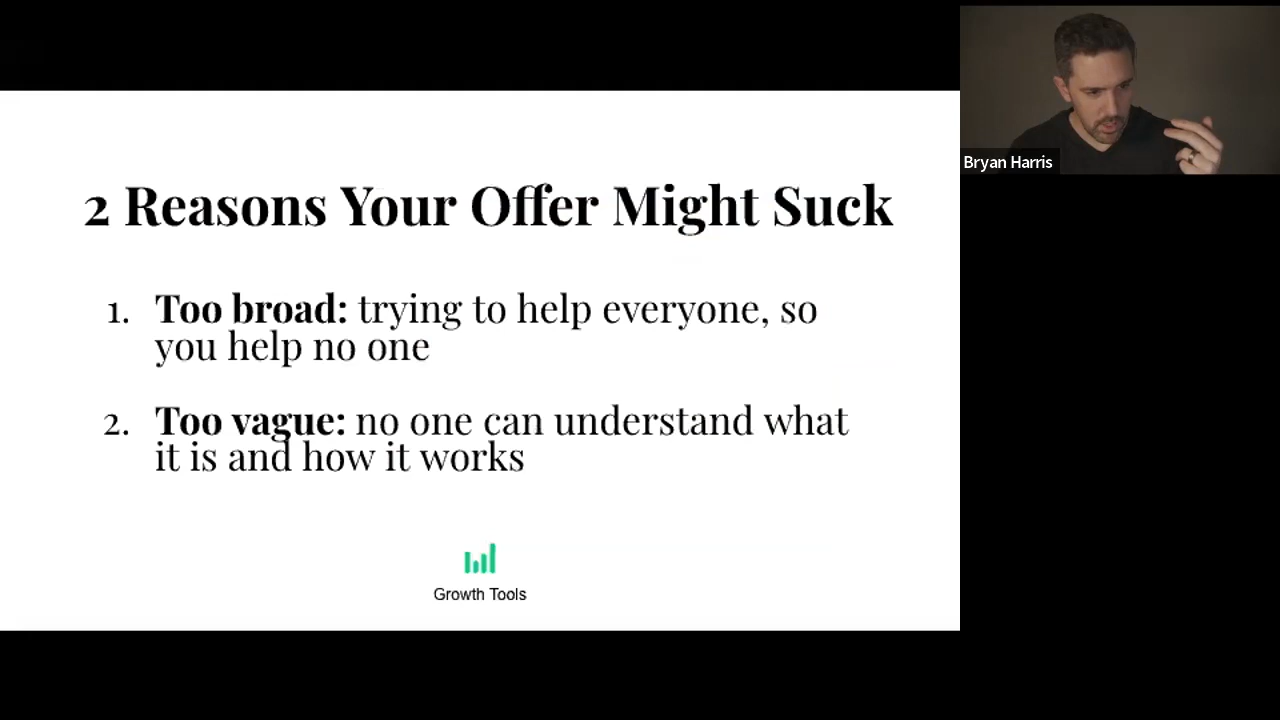 2 Reasons Your Offer Might Suck
1. Too broad: trying to help everyone, so
you help no one
2. Too vague: no one can understand what
it is and how it works
Growth Tools
Bryan Harris